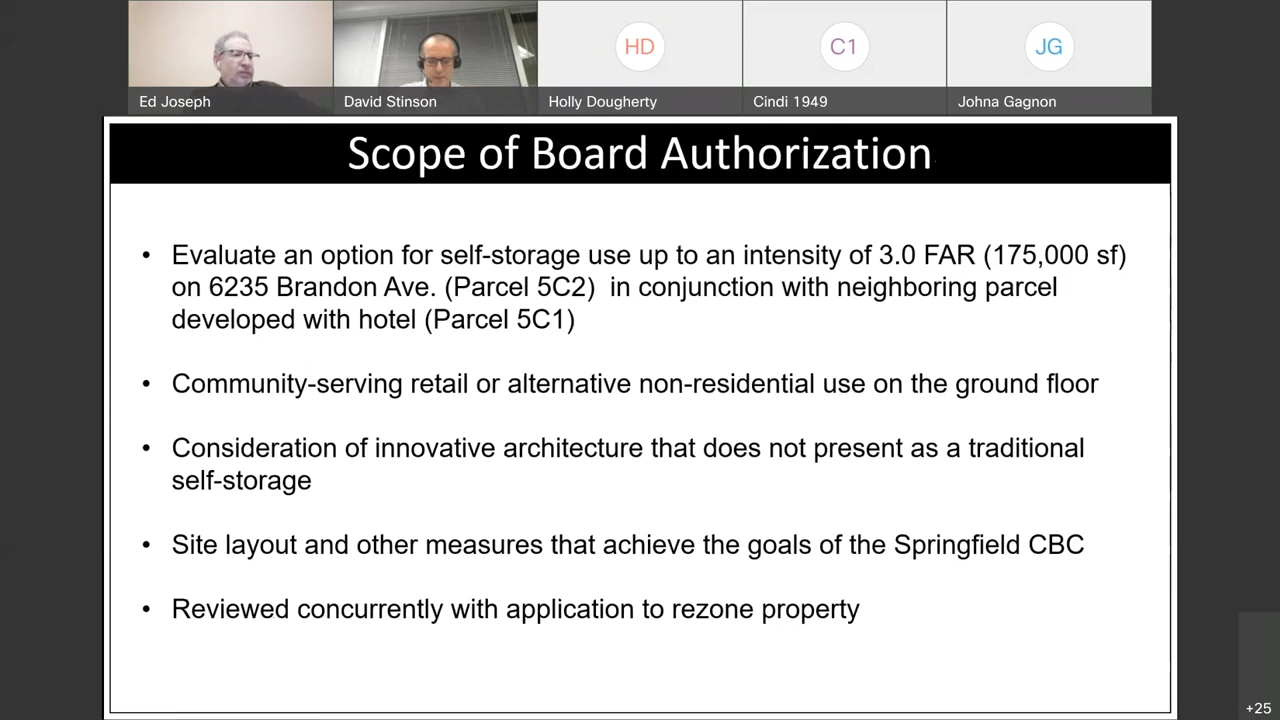 HD
C1
JG
Ed Joseph
David Stinson
Holly Dougherty
Cindi 1949
Johna Gagnon
Scope of Board Authorization
• Evaluate an option for self-storage use up to an intensity of 3.0 FAR (175,000 sf)
on 6235 Brandon Ave. (Parcel 5C2) in conjunction with neighboring parcel
developed with hotel (Parcel 5C1)
• Community-serving retail or alternative non-residential use on the ground floor
• Consideration of innovative architecture that does not present as a traditional
self-storage
• Site layout and other measures that achieve the goals of the Springfield CBC
• Reviewed concurrently with application to rezone property
+25